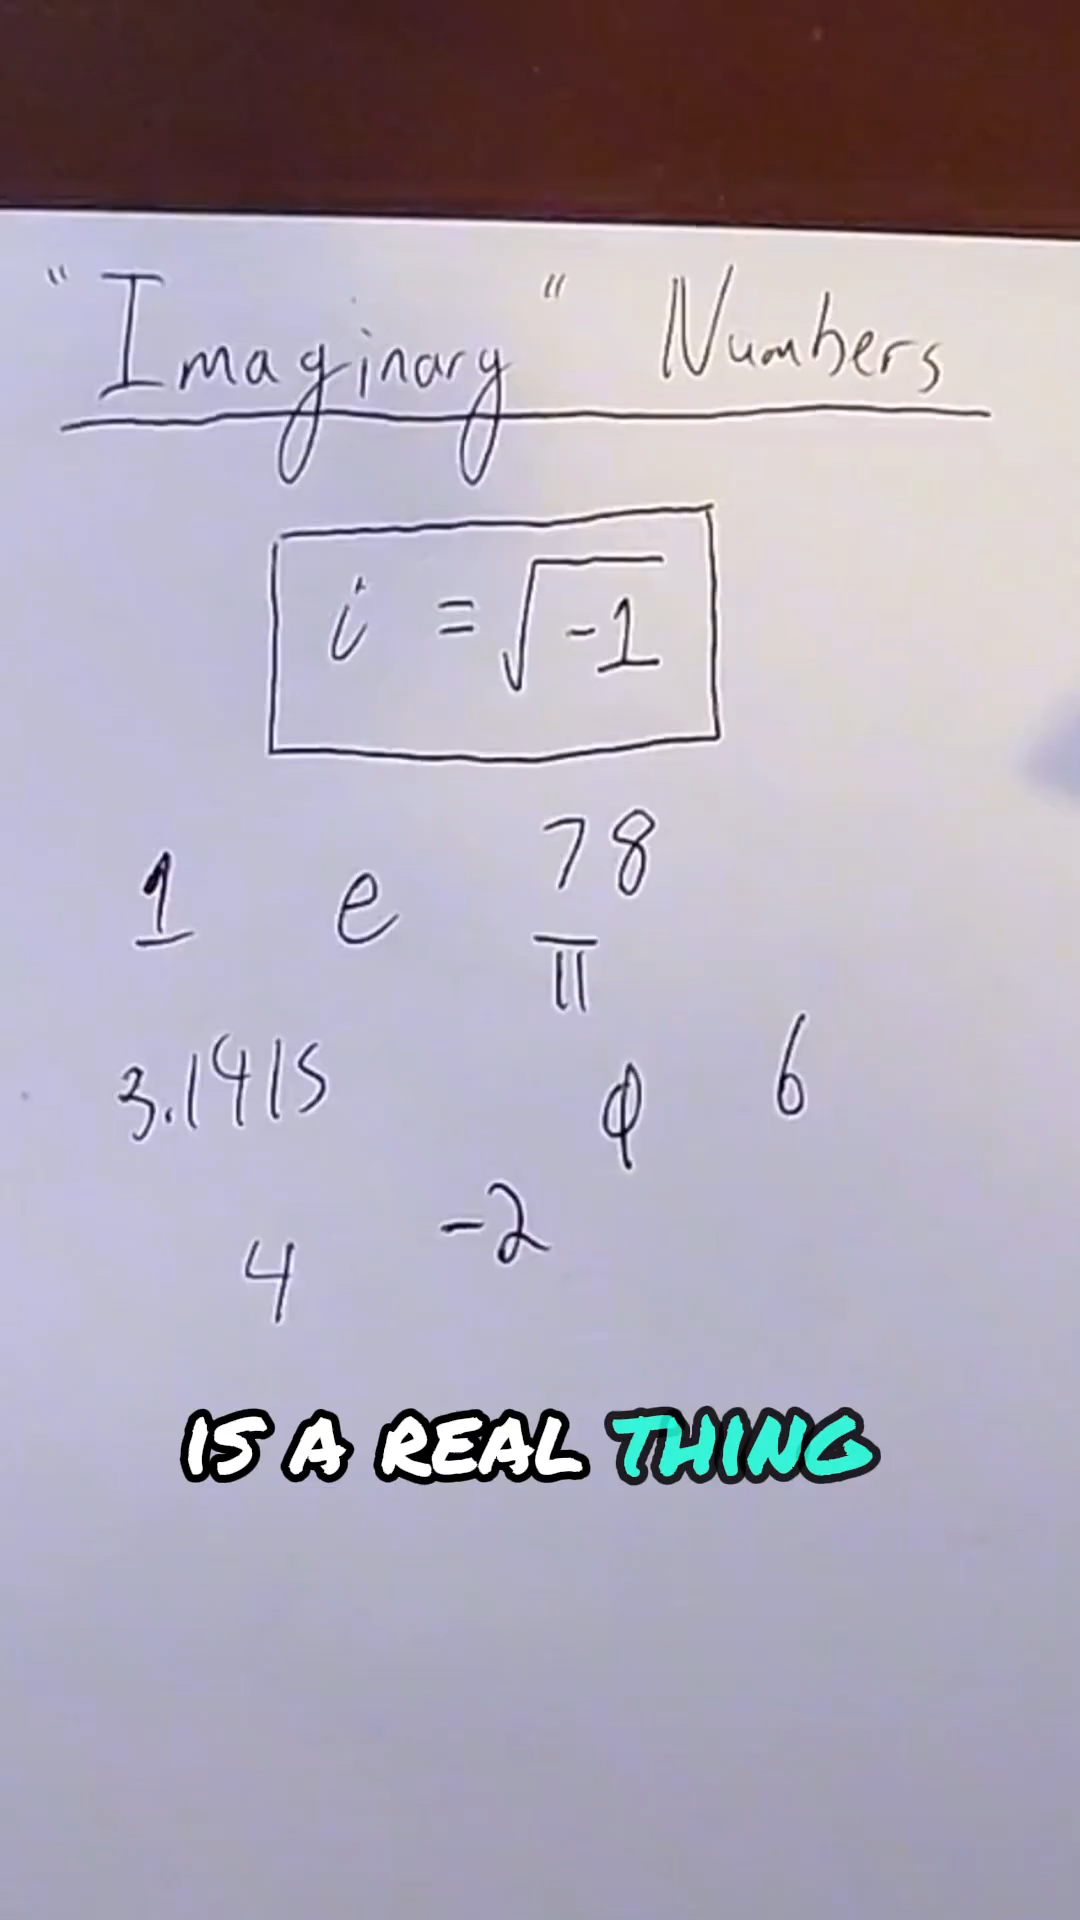 "Imaginary" Numbers
i = √-1
1 e 78
π
3.1415 φ 6
4 -2
IS A REAL THING